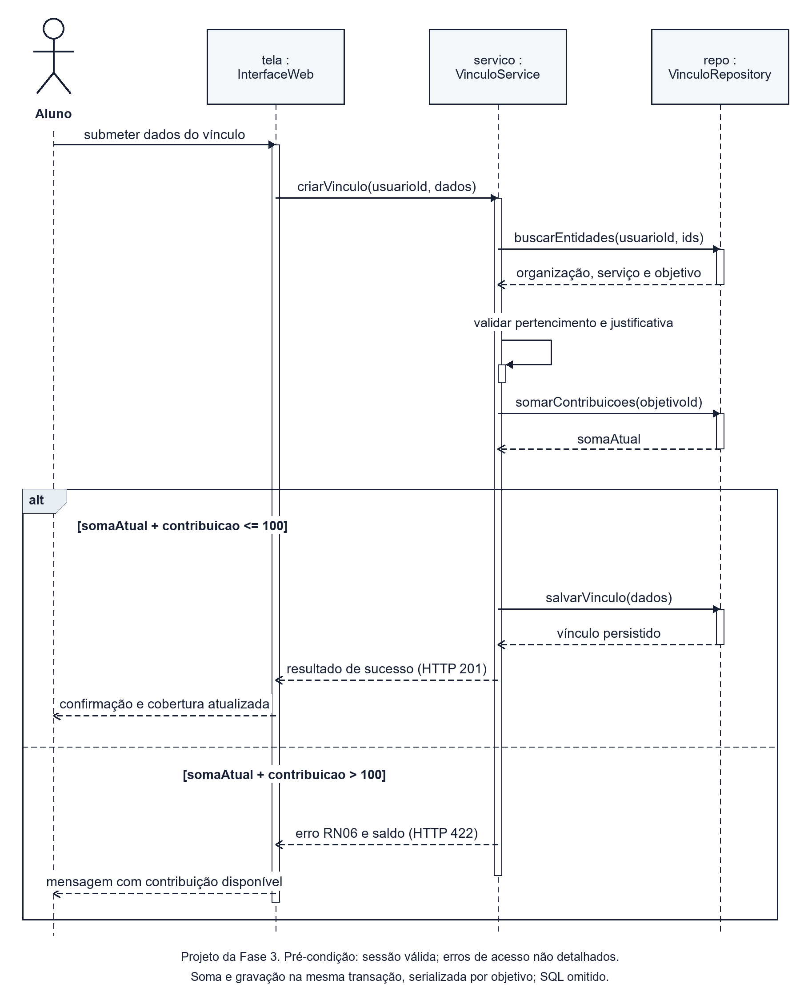 tela :
InterfaceWeb
servico :
VinculoService
repo :
VinculoRepository
Aluno
submeter dados do vínculo
criarVinculo(usuarioId, dados)
buscarEntidades(usuarioId, ids)
organização, serviço e objetivo
validar pertencimento e justificativa
somarContribuicoes(objetivoId)
somaAtual
alt
[somaAtual + contribuicao <= 100]
salvarVinculo(dados)
vínculo persistido
resultado de sucesso (HTTP 201)
confirmação e cobertura atualizada
[somaAtual + contribuicao > 100]
erro RN06 e saldo (HTTP 422)
mensagem com contribuição disponível
Projeto da Fase 3. Pré-condição: sessão válida; erros de acesso não detalhados.
Soma e gravação na mesma transação, serializada por objetivo; SQL omitido.